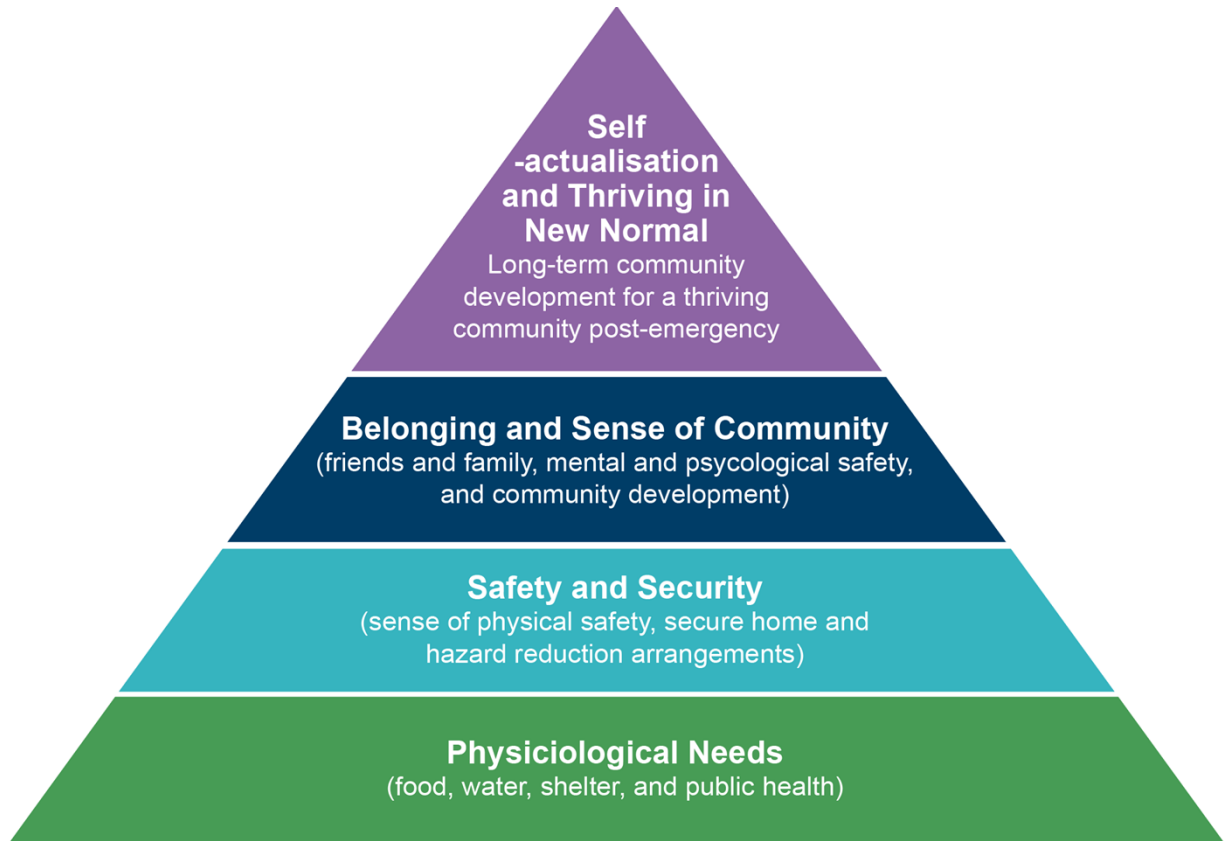 Self
-actualisation
and Thriving in
New Normal
Long-term community
development for a thriving
community post-emergency
Belonging and Sense of Community
(friends and family, mental and psycological safety,
and community development)
Safety and Security
(sense of physical safety, secure home and
hazard reduction arrangements)
Physiciological Needs
(food, water, shelter, and public health)